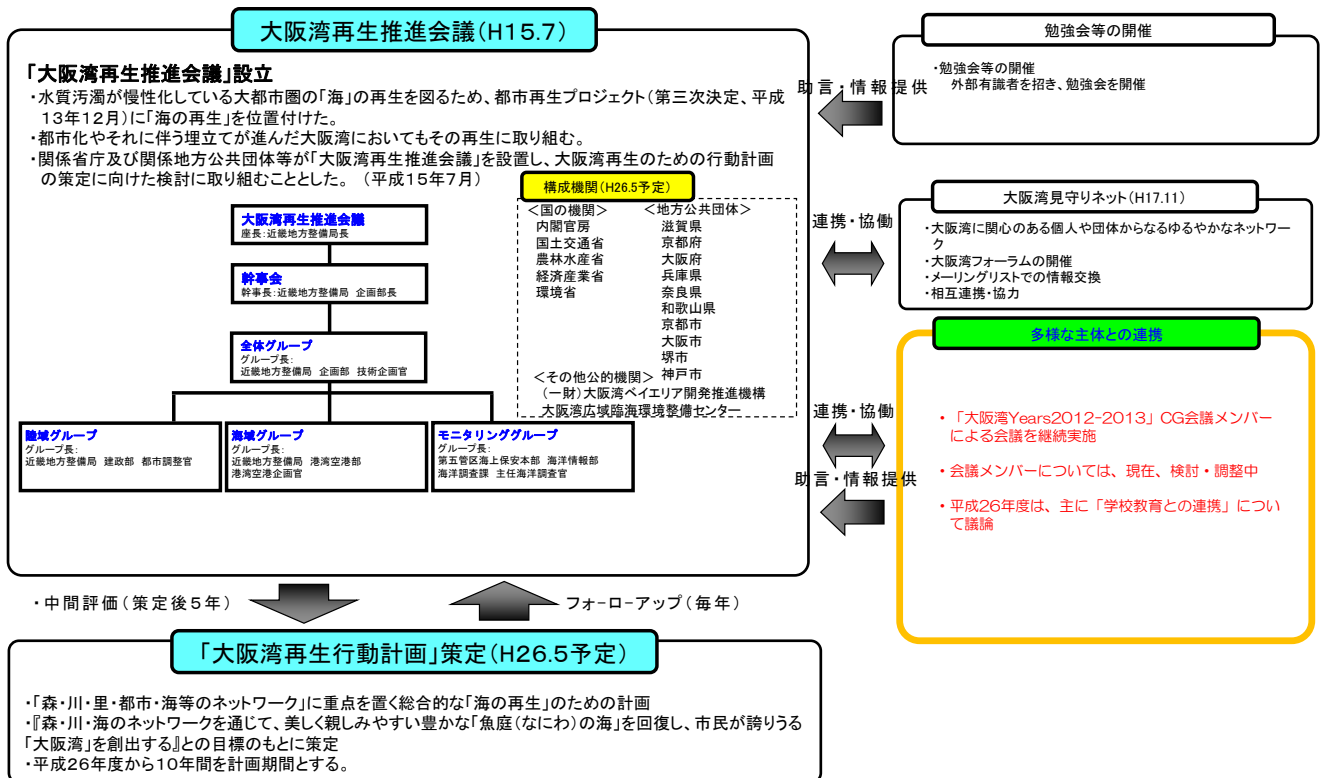 大阪湾再生推進会議(H15.7)
「大阪湾再生推進会議」設立
・水質汚濁が慢性化している大都市圏の「海」の再生を図るため、都市再生プロジェクト(第三次決定、平成
13年12月)に「海の再生」を位置付けた。
・都市化やそれに伴う埋立てが進んだ大阪湾においてもその再生に取り組む。
・関係省庁及び関係地方公共団体等が「大阪湾再生推進会議」を設置し、大阪湾再生のための行動計画
の策定に向けた検討に取り組むこととした。 (平成15年7月)
大阪湾再生推進会議
座長:近畿地方整備局長
幹事会
幹事長:近畿地方整備局 企画部長
全体グループ
グループ長:
近畿地方整備局 企画部 技術企画官
陸域グループ
グループ長:
近畿地方整備局 建政部 都市調整官
海域グループ
グループ長:
近畿地方整備局 港湾空港部
港湾空港企画官
モニタリンググループ
グループ長:
第五管区海上保安本部 海洋情報部
海洋調査課 主任海洋調査官
構成機関(H26.5予定)
<国の機関>
内閣官房
国土交通省
農林水産省
経済産業省
環境省
<地方公共団体>
滋賀県
京都府
大阪府
兵庫県
奈良県
和歌山県
京都市
大阪市
堺市
神戸市
<その他公的機関>
(一財)大阪湾ベイエリア開発推進機構
大阪湾広域臨海環境整備センター
助言・情報提供
勉強会等の開催
・勉強会等の開催
外部有識者を招き、勉強会を開催
連携・協働
大阪湾見守りネット(H17.11)
・大阪湾に関心のある個人や団体からなるゆるやかなネットワー
ク
・大阪湾フォーラムの開催
・メーリングリストでの情報交換
・相互連携・協力
連携・協働
助言・情報提供
多様な主体との連携
・「大阪湾Years2012-2013」CG会議メンバー
による会議を継続実施
・会議メンバーについては、現在、検討・調整中
・平成26年度は、主に「学校教育との連携」につい
て議論
・中間評価(策定後5年)
フォ-ローアップ(毎年)
「大阪湾再生行動計画」策定(H26.5予定)
・「森・川・里・都市・海等のネットワーク」に重点を置く総合的な「海の再生」のための計画
・『森・川・海のネットワークを通じて、美しく親しみやすい豊かな「魚庭(なにわ)の海」を回復し、市民が誇りうる
「大阪湾」を創出する』との目標のもとに策定
・平成26年度から10年間を計画期間とする。